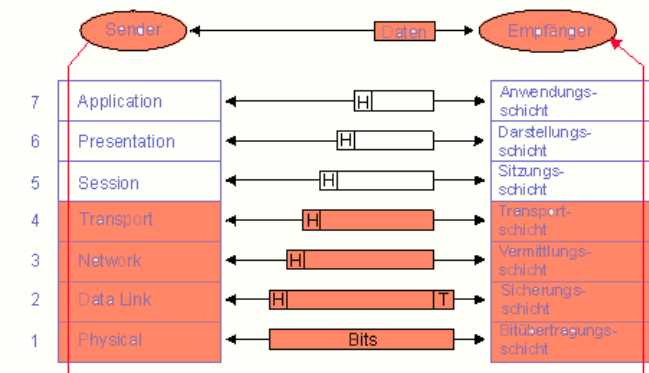 Sender Daten Empfänger
7 Application H Anwendungs-
schicht
6 Presentation H Darstellungs-
schicht
5 Session H Sitzungs-
schicht
4 Transport H Transport-
schicht
3 Network H Vermittlungs-
schicht
2 Data Link H T Sicherungs-
schicht
1 Physical Bits Bitübertragungs-
schicht